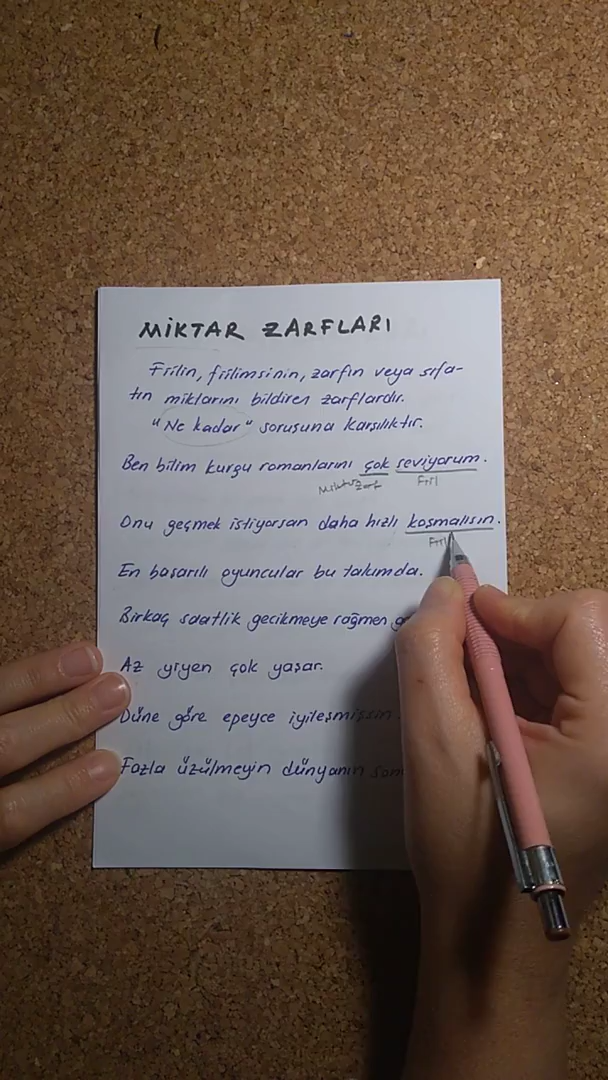 MİKTAR ZARFLARI
Fiilin, fiilimsinin, zarfın veya sıfa-
tın miktarını bildiren zarflardır.
"Ne kadar" sorusuna karşılıktır.
Ben bilim kurgu romanlarını çok seviyorum.
Miktar zarf Fiil
Onu geçmek istiyorsan daha hızlı koşmalısın.
Fiil
En başarılı oyuncular bu takımda.
Birkaç saatlik gecikmeye rağmen
Az yiyen çok yaşar.
Düne göre epeyce iyileşmişsin.
Fazla üzülmeyin dünyanın